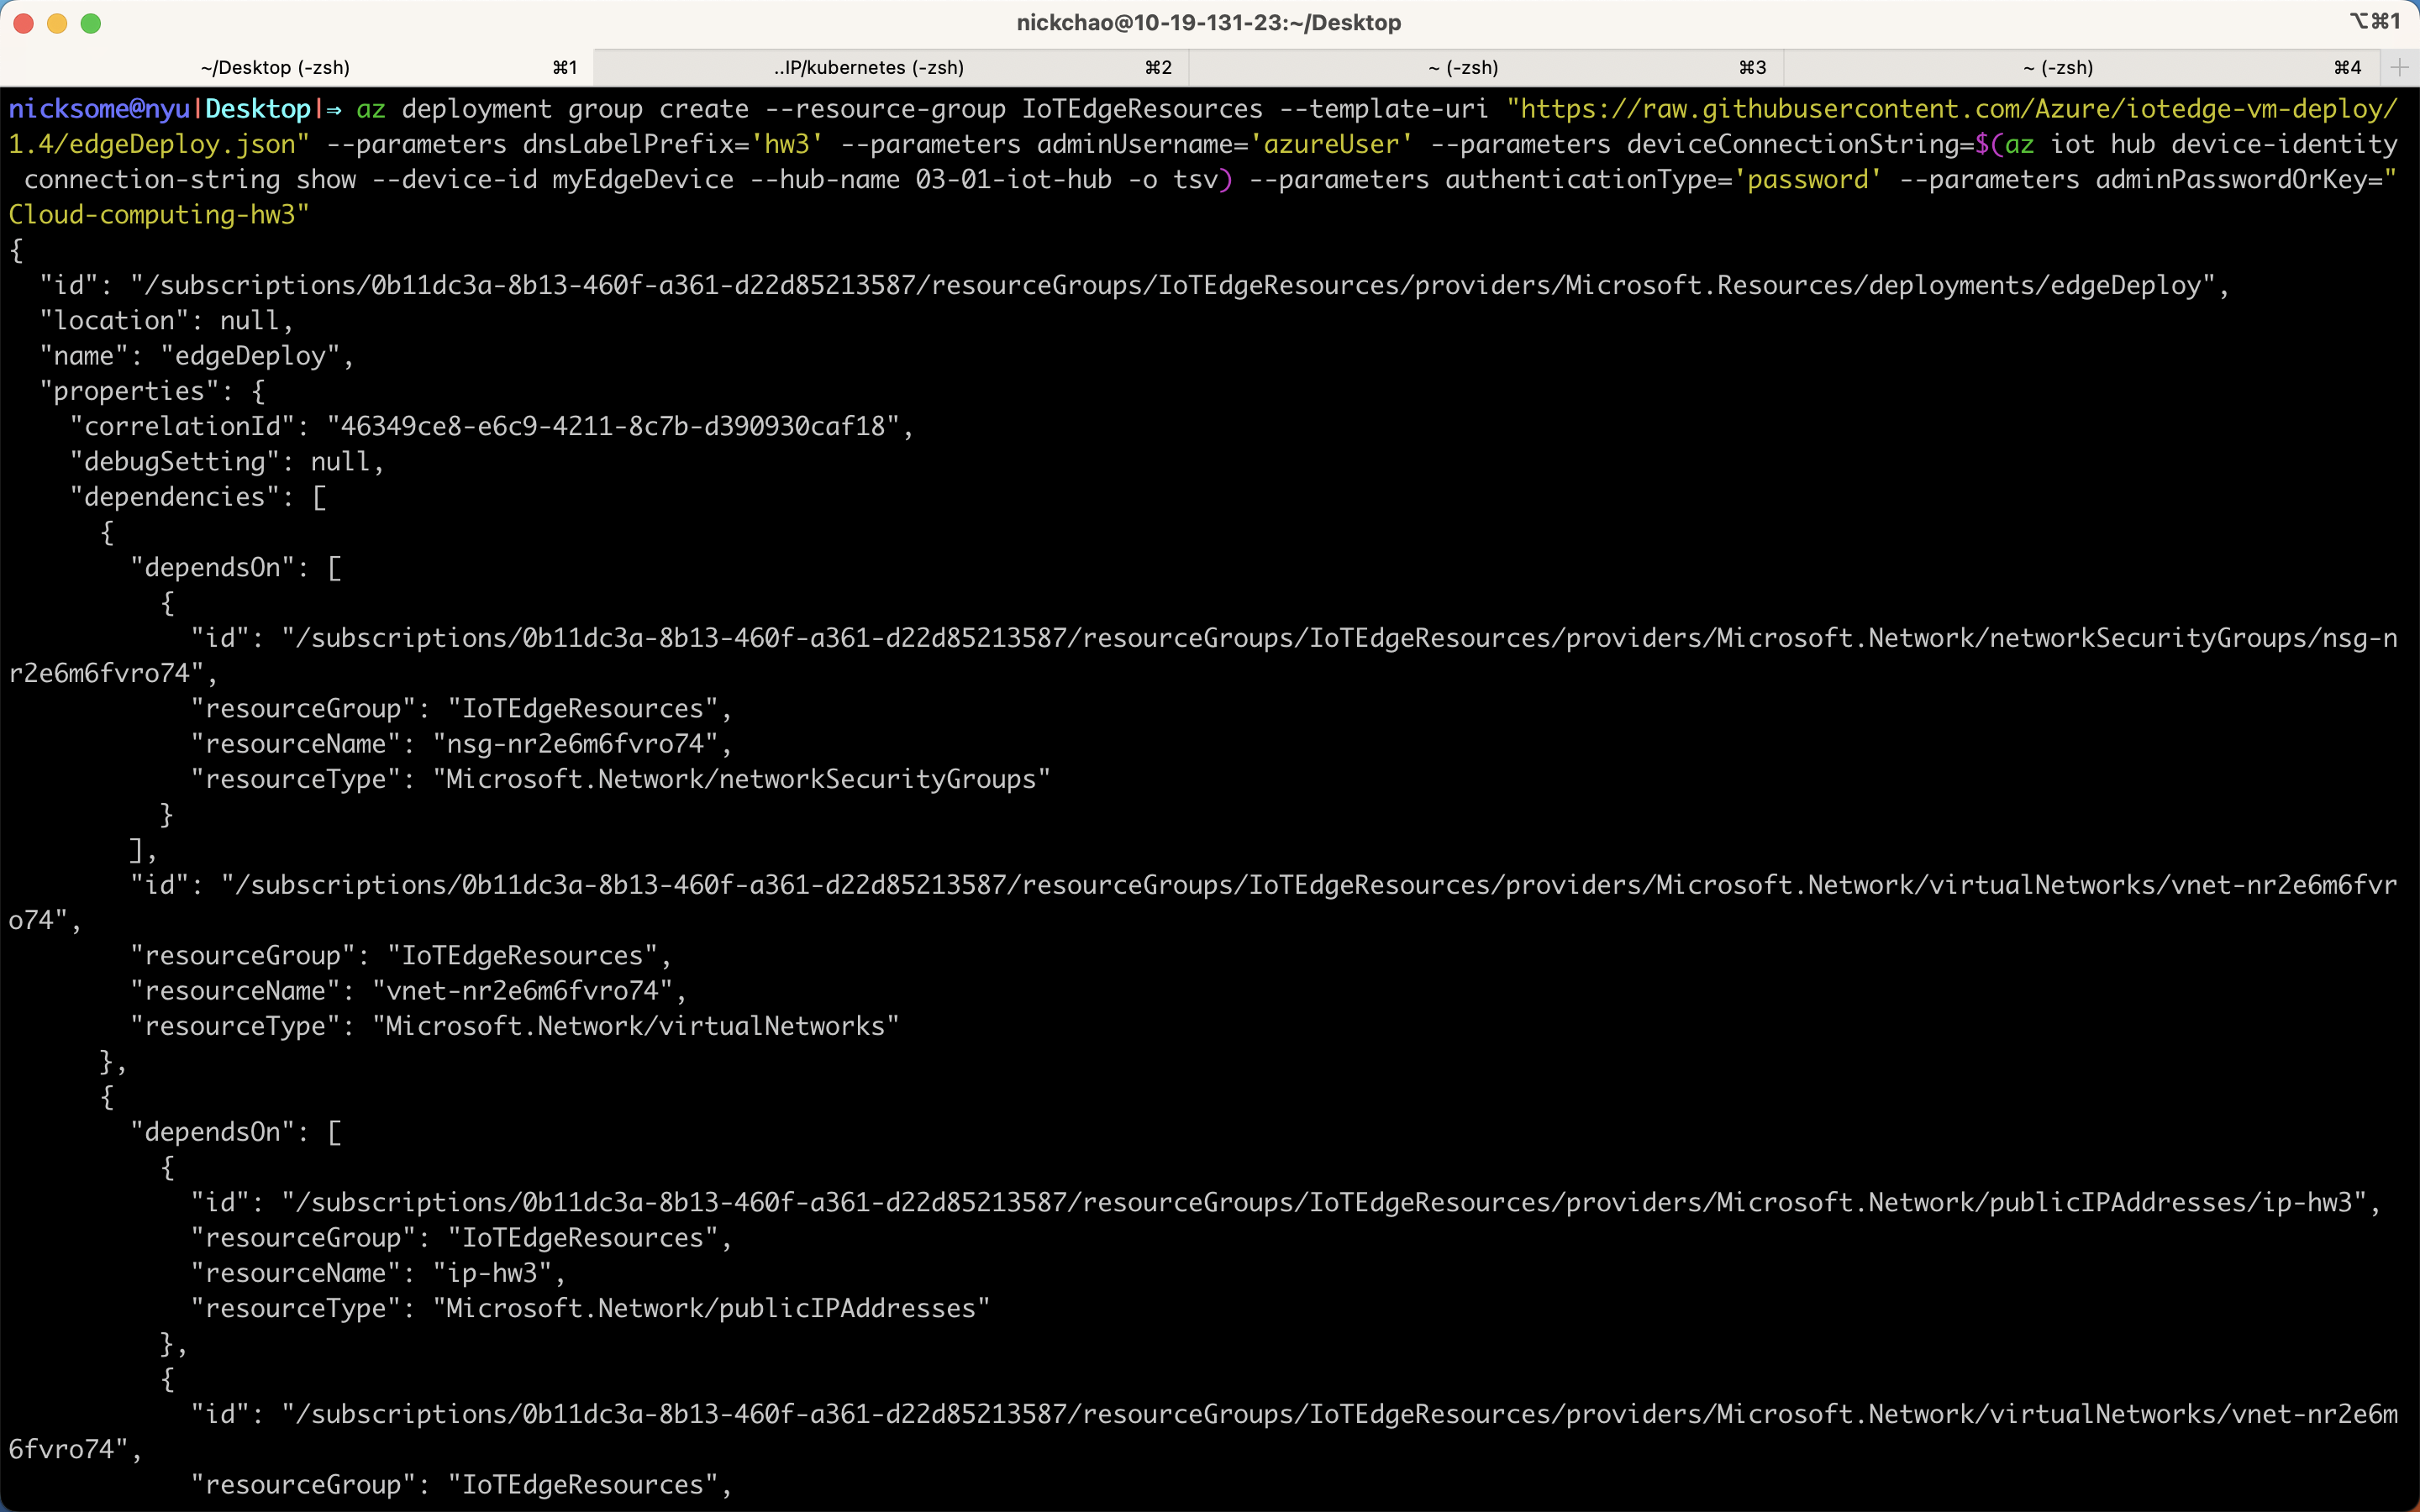 nickchao@10-19-131-23:~/Desktop
⌥⌘1
~/Desktop (-zsh) ⌘1 ..IP/kubernetes (-zsh) ⌘2 ~ (-zsh) ⌘3 ~ (-zsh) ⌘4 +
nicksome@nyu|Desktop|⇒ az deployment group create --resource-group IoTEdgeResources --template-uri "https://raw.githubusercontent.com/Azure/iotedge-vm-deploy/
1.4/edgeDeploy.json" --parameters dnsLabelPrefix='hw3' --parameters adminUsername='azureUser' --parameters deviceConnectionString=$(az iot hub device-identity
 connection-string show --device-id myEdgeDevice --hub-name 03-01-iot-hub -o tsv) --parameters authenticationType='password' --parameters adminPasswordOrKey="
Cloud-computing-hw3"
{
  "id": "/subscriptions/0b11dc3a-8b13-460f-a361-d22d85213587/resourceGroups/IoTEdgeResources/providers/Microsoft.Resources/deployments/edgeDeploy",
  "location": null,
  "name": "edgeDeploy",
  "properties": {
    "correlationId": "46349ce8-e6c9-4211-8c7b-d390930caf18",
    "debugSetting": null,
    "dependencies": [
      {
        "dependsOn": [
          {
            "id": "/subscriptions/0b11dc3a-8b13-460f-a361-d22d85213587/resourceGroups/IoTEdgeResources/providers/Microsoft.Network/networkSecurityGroups/nsg-n
r2e6m6fvro74",
            "resourceGroup": "IoTEdgeResources",
            "resourceName": "nsg-nr2e6m6fvro74",
            "resourceType": "Microsoft.Network/networkSecurityGroups"
          }
        ],
        "id": "/subscriptions/0b11dc3a-8b13-460f-a361-d22d85213587/resourceGroups/IoTEdgeResources/providers/Microsoft.Network/virtualNetworks/vnet-nr2e6m6fvr
o74",
        "resourceGroup": "IoTEdgeResources",
        "resourceName": "vnet-nr2e6m6fvro74",
        "resourceType": "Microsoft.Network/virtualNetworks"
      },
      {
        "dependsOn": [
          {
            "id": "/subscriptions/0b11dc3a-8b13-460f-a361-d22d85213587/resourceGroups/IoTEdgeResources/providers/Microsoft.Network/publicIPAddresses/ip-hw3",
            "resourceGroup": "IoTEdgeResources",
            "resourceName": "ip-hw3",
            "resourceType": "Microsoft.Network/publicIPAddresses"
          },
          {
            "id": "/subscriptions/0b11dc3a-8b13-460f-a361-d22d85213587/resourceGroups/IoTEdgeResources/providers/Microsoft.Network/virtualNetworks/vnet-nr2e6m
6fvro74",
            "resourceGroup": "IoTEdgeResources",